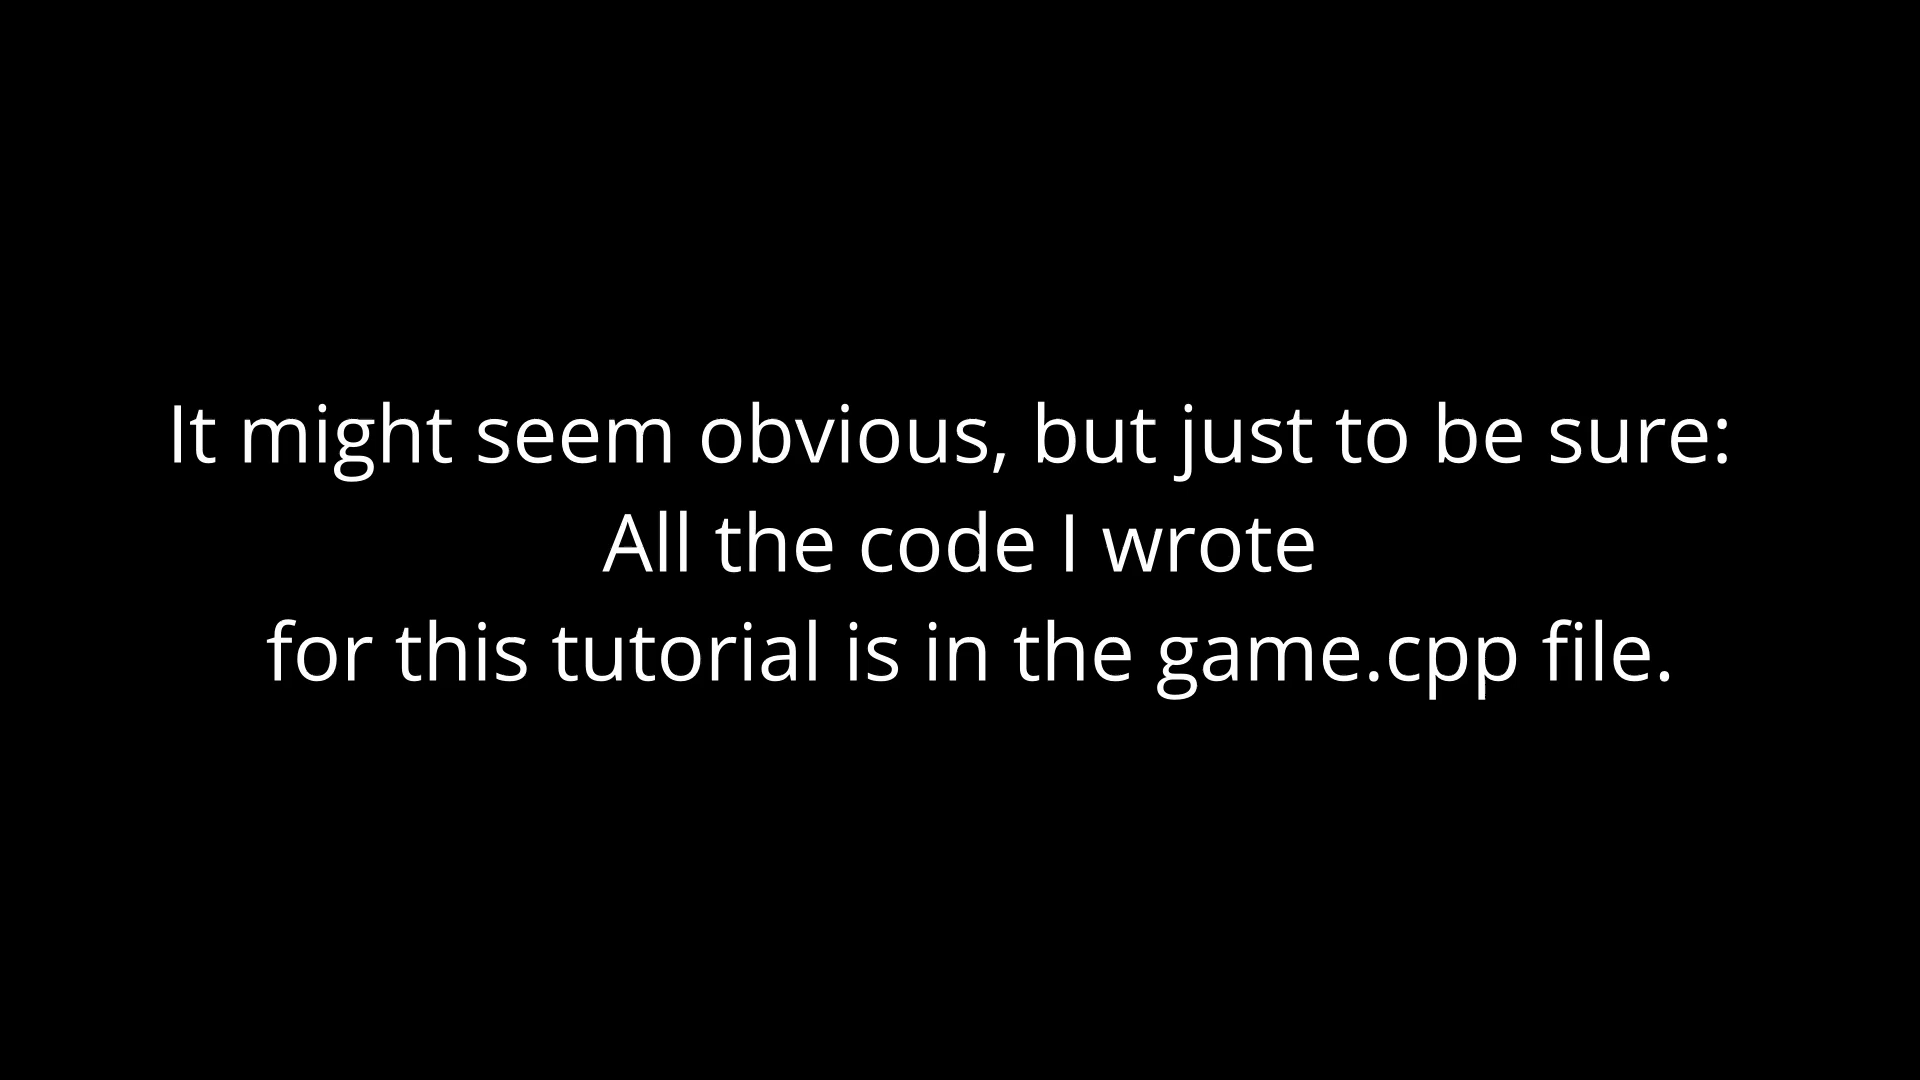 It might seem obvious, but just to be sure:
All the code I wrote
for this tutorial is in the game.cpp file.